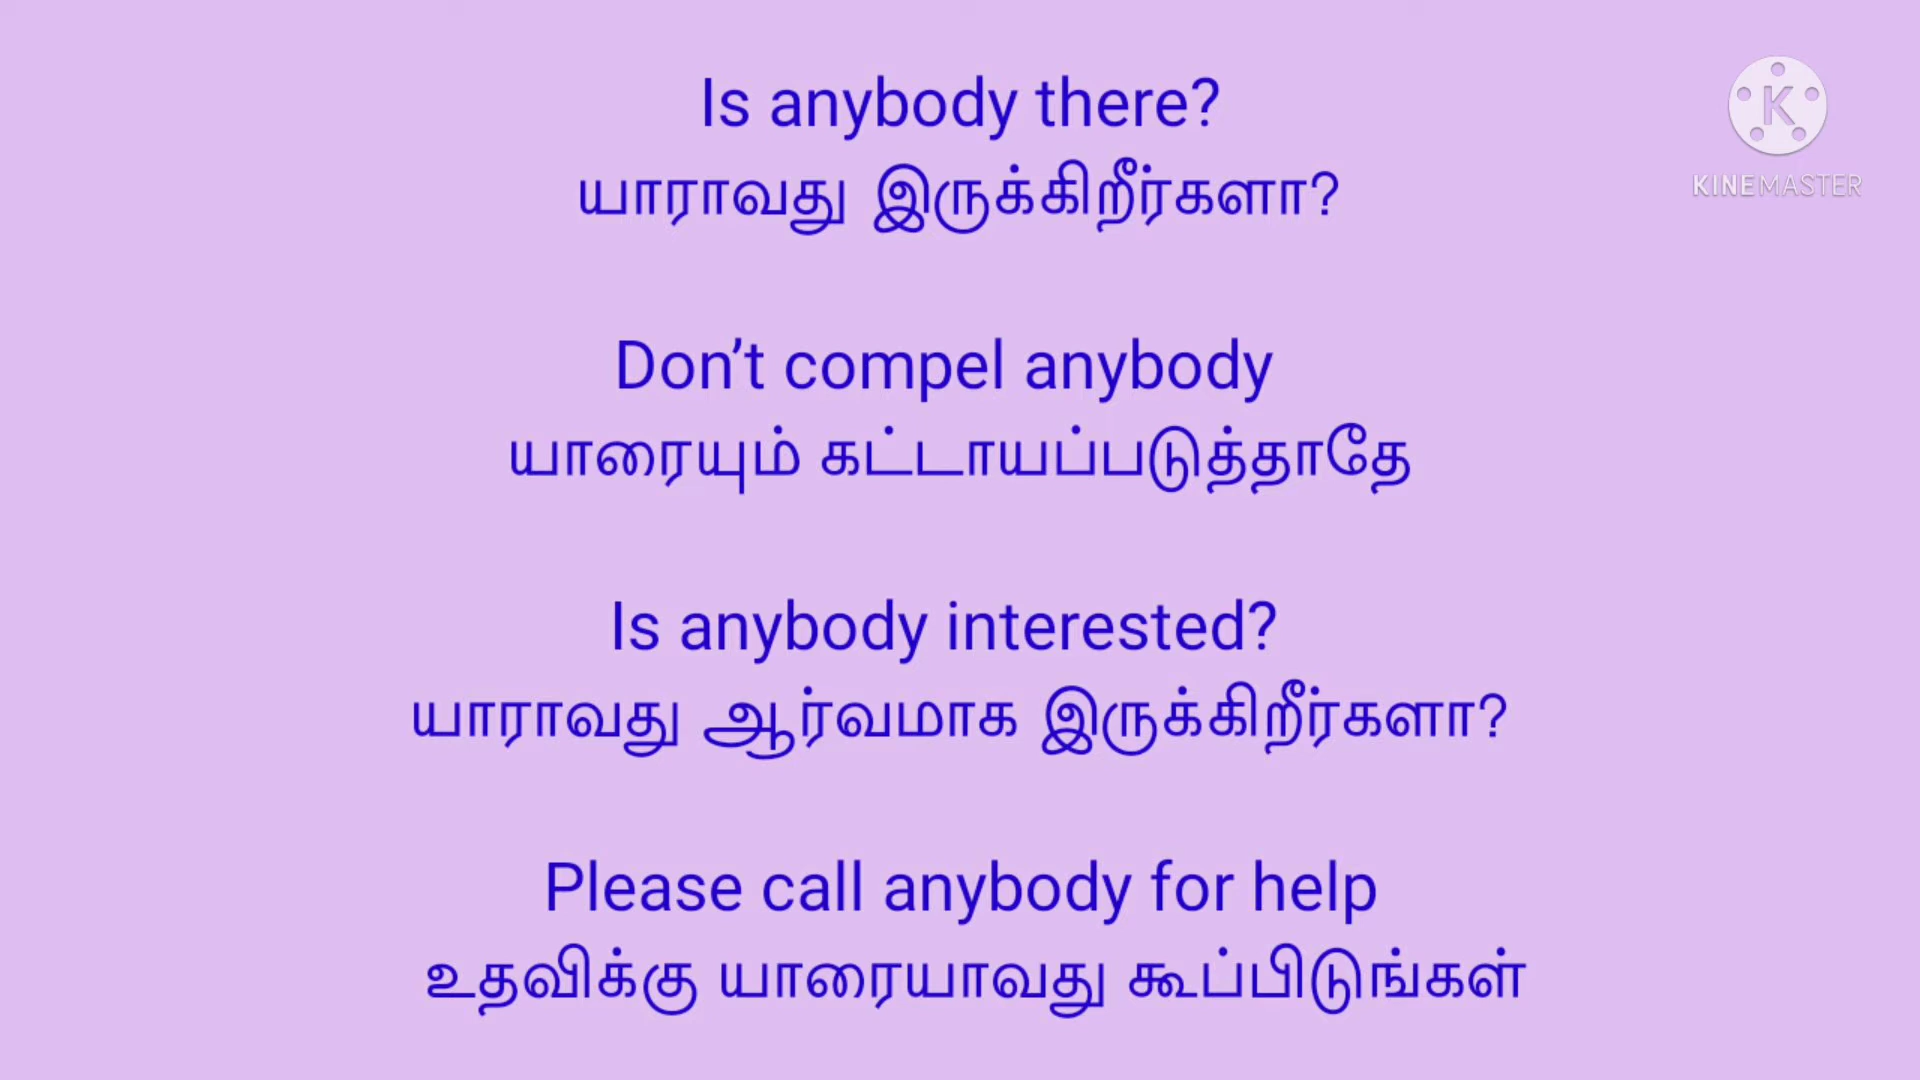 Is anybody there?
யாராவது இருக்கிறீர்களா?
Don’t compel anybody
யாரையும் கட்டாயப்படுத்தாதே
Is anybody interested?
யாராவது ஆர்வமாக இருக்கிறீர்களா?
Please call anybody for help
உதவிக்கு யாரையாவது கூப்பிடுங்கள்
K
KINEMASTER